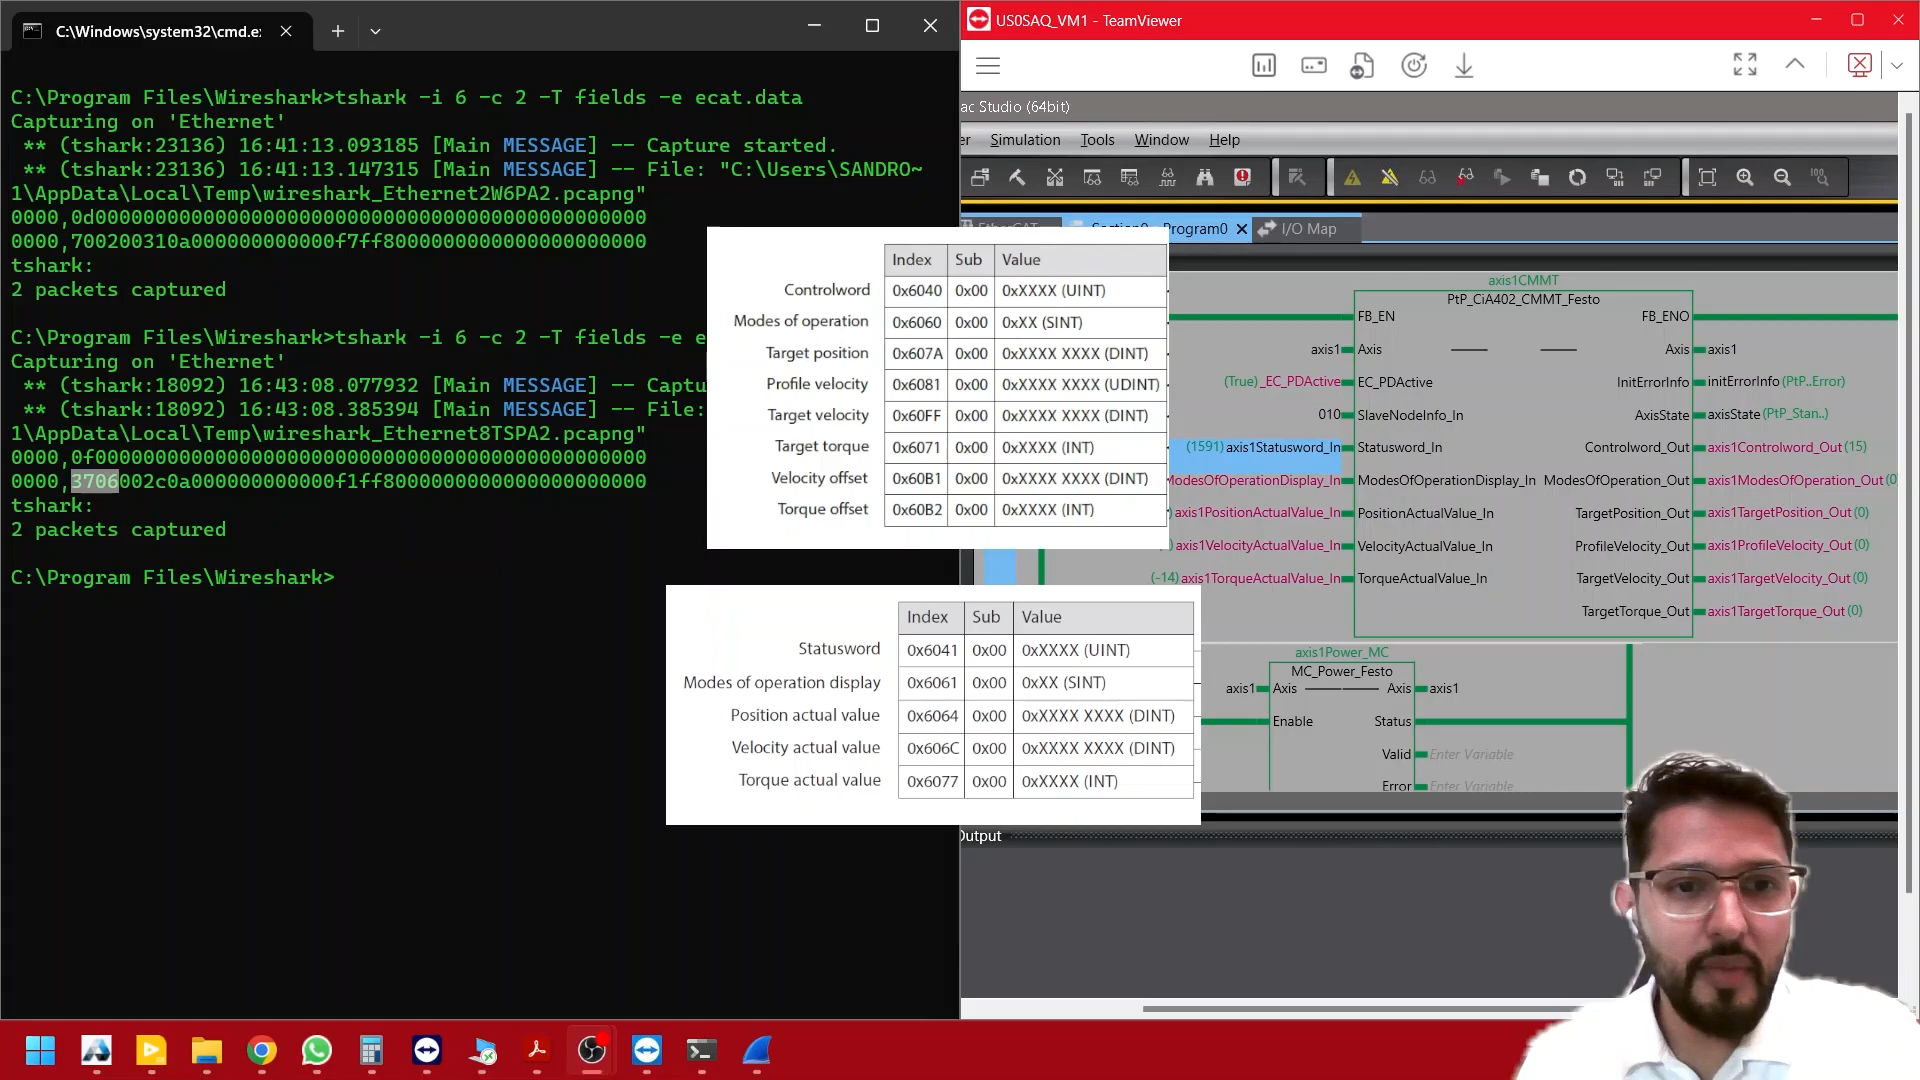 C:\Windows\system32\cmd.e:
US0SAQ_VM1 - TeamViewer
C:\Program Files\Wireshark>tshark -i 6 -c 2 -T fields -e ecat.data
Capturing on 'Ethernet'
** (tshark:23136) 16:41:13.093185 [Main MESSAGE] -- Capture started.
** (tshark:23136) 16:41:13.147315 [Main MESSAGE] -- File: "C:\Users\SANDRO~
1\AppData\Local\Temp\wireshark_Ethernet2W6PA2.pcapng"
0000,0d0000000000000000000000000000000000000000000000
0000,700200310a000000000000f7ff8000000000000000000000
tshark:
2 packets captured
C:\Program Files\Wireshark>tshark -i 6 -c 2 -T fields -e e
Capturing on 'Ethernet'
** (tshark:18092) 16:43:08.077932 [Main MESSAGE] -- Captu
** (tshark:18092) 16:43:08.385394 [Main MESSAGE] -- File:
1\AppData\Local\Temp\wireshark_Ethernet8TSPA2.pcapng"
0000,0f0000000000000000000000000000000000000000000000
0000,3706002c0a000000000000f1ff8000000000000000000000
tshark:
2 packets captured
C:\Program Files\Wireshark>
Index Sub Value
Controlword 0x6040 0x00 0xXXXX (UINT)
Modes of operation 0x6060 0x00 0xXX (SINT)
Target position 0x607A 0x00 0xXXXX XXXX (DINT)
Profile velocity 0x6081 0x00 0xXXXX XXXX (UDINT)
Target velocity 0x60FF 0x00 0xXXXX XXXX (DINT)
Target torque 0x6071 0x00 0xXXXX (INT)
Velocity offset 0x60B1 0x00 0xXXXX XXXX (DINT)
Torque offset 0x60B2 0x00 0xXXXX (INT)
Index Sub Value
Statusword 0x6041 0x00 0xXXXX (UINT)
Modes of operation display 0x6061 0x00 0xXX (SINT)
Position actual value 0x6064 0x00 0xXXXX XXXX (DINT)
Velocity actual value 0x606C 0x00 0xXXXX XXXX (DINT)
Torque actual value 0x6077 0x00 0xXXXX (INT)
ac Studio (64bit)
er Simulation Tools Window Help
Program0 I/O Map
axis1CMMT
PtP_CiA402_CMMT_Festo
FB_EN FB_ENO
axis1 Axis Axis axis1
(True) _EC_PDActive EC_PDActive InitErrorInfo initErrorInfo (PtP..Error)
010 SlaveNodeInfo_In AxisState axisState (PtP_Stan..)
(1591) axis1Statusword_In Statusword_In Controlword_Out axis1Controlword_Out (15)
ModesOfOperationDisplay_In ModesOfOperationDisplay_In ModesOfOperation_Out axis1ModesOfOperation_Out (0
) axis1PositionActualValue_In PositionActualValue_In TargetPosition_Out axis1TargetPosition_Out (0)
) axis1VelocityActualValue_In VelocityActualValue_In ProfileVelocity_Out axis1ProfileVelocity_Out (0)
(-14) axis1TorqueActualValue_In TorqueActualValue_In TargetVelocity_Out axis1TargetVelocity_Out (0)
TargetTorque_Out axis1TargetTorque_Out (0)
axis1Power_MC
MC_Power_Festo
axis1 Axis Axis axis1
Enable Status
Valid Enter Variable
Error Enter Variable
Output